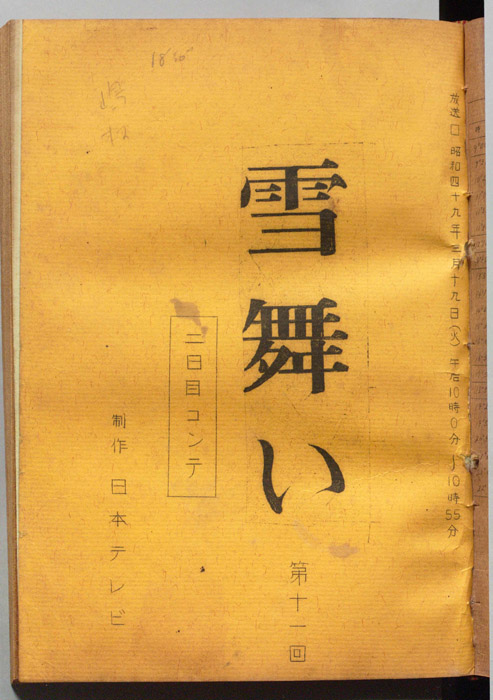 放送日 昭和四十九年三月十九日(火) 午后10時0分〜10時55分
雪舞い
第十一回
二日目コンテ
制作 日本テレビ